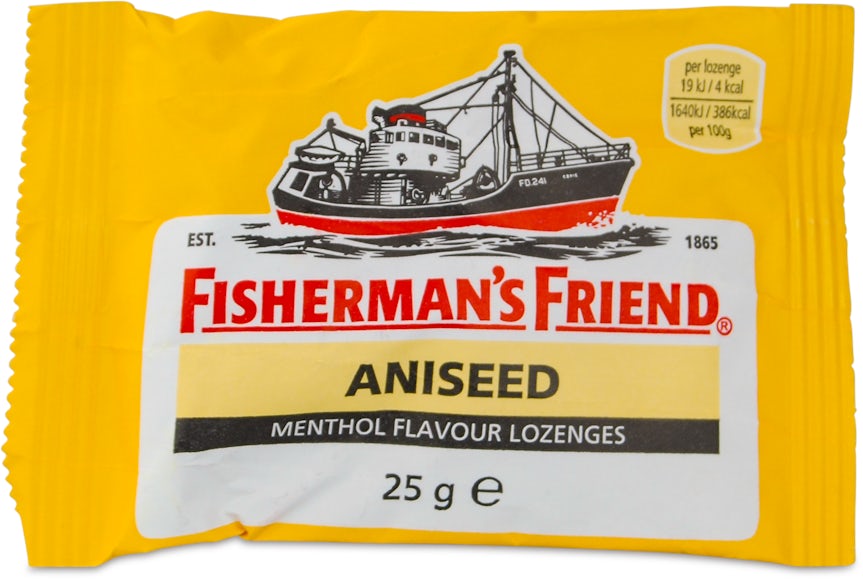 per lozenge
19 kJ / 4 kcal
1640kJ / 386kcal
per 100g
FD.241
EST.
1865
FISHERMAN'S FRIEND®
ANISEED
MENTHOL FLAVOUR LOZENGES
25 g ℮